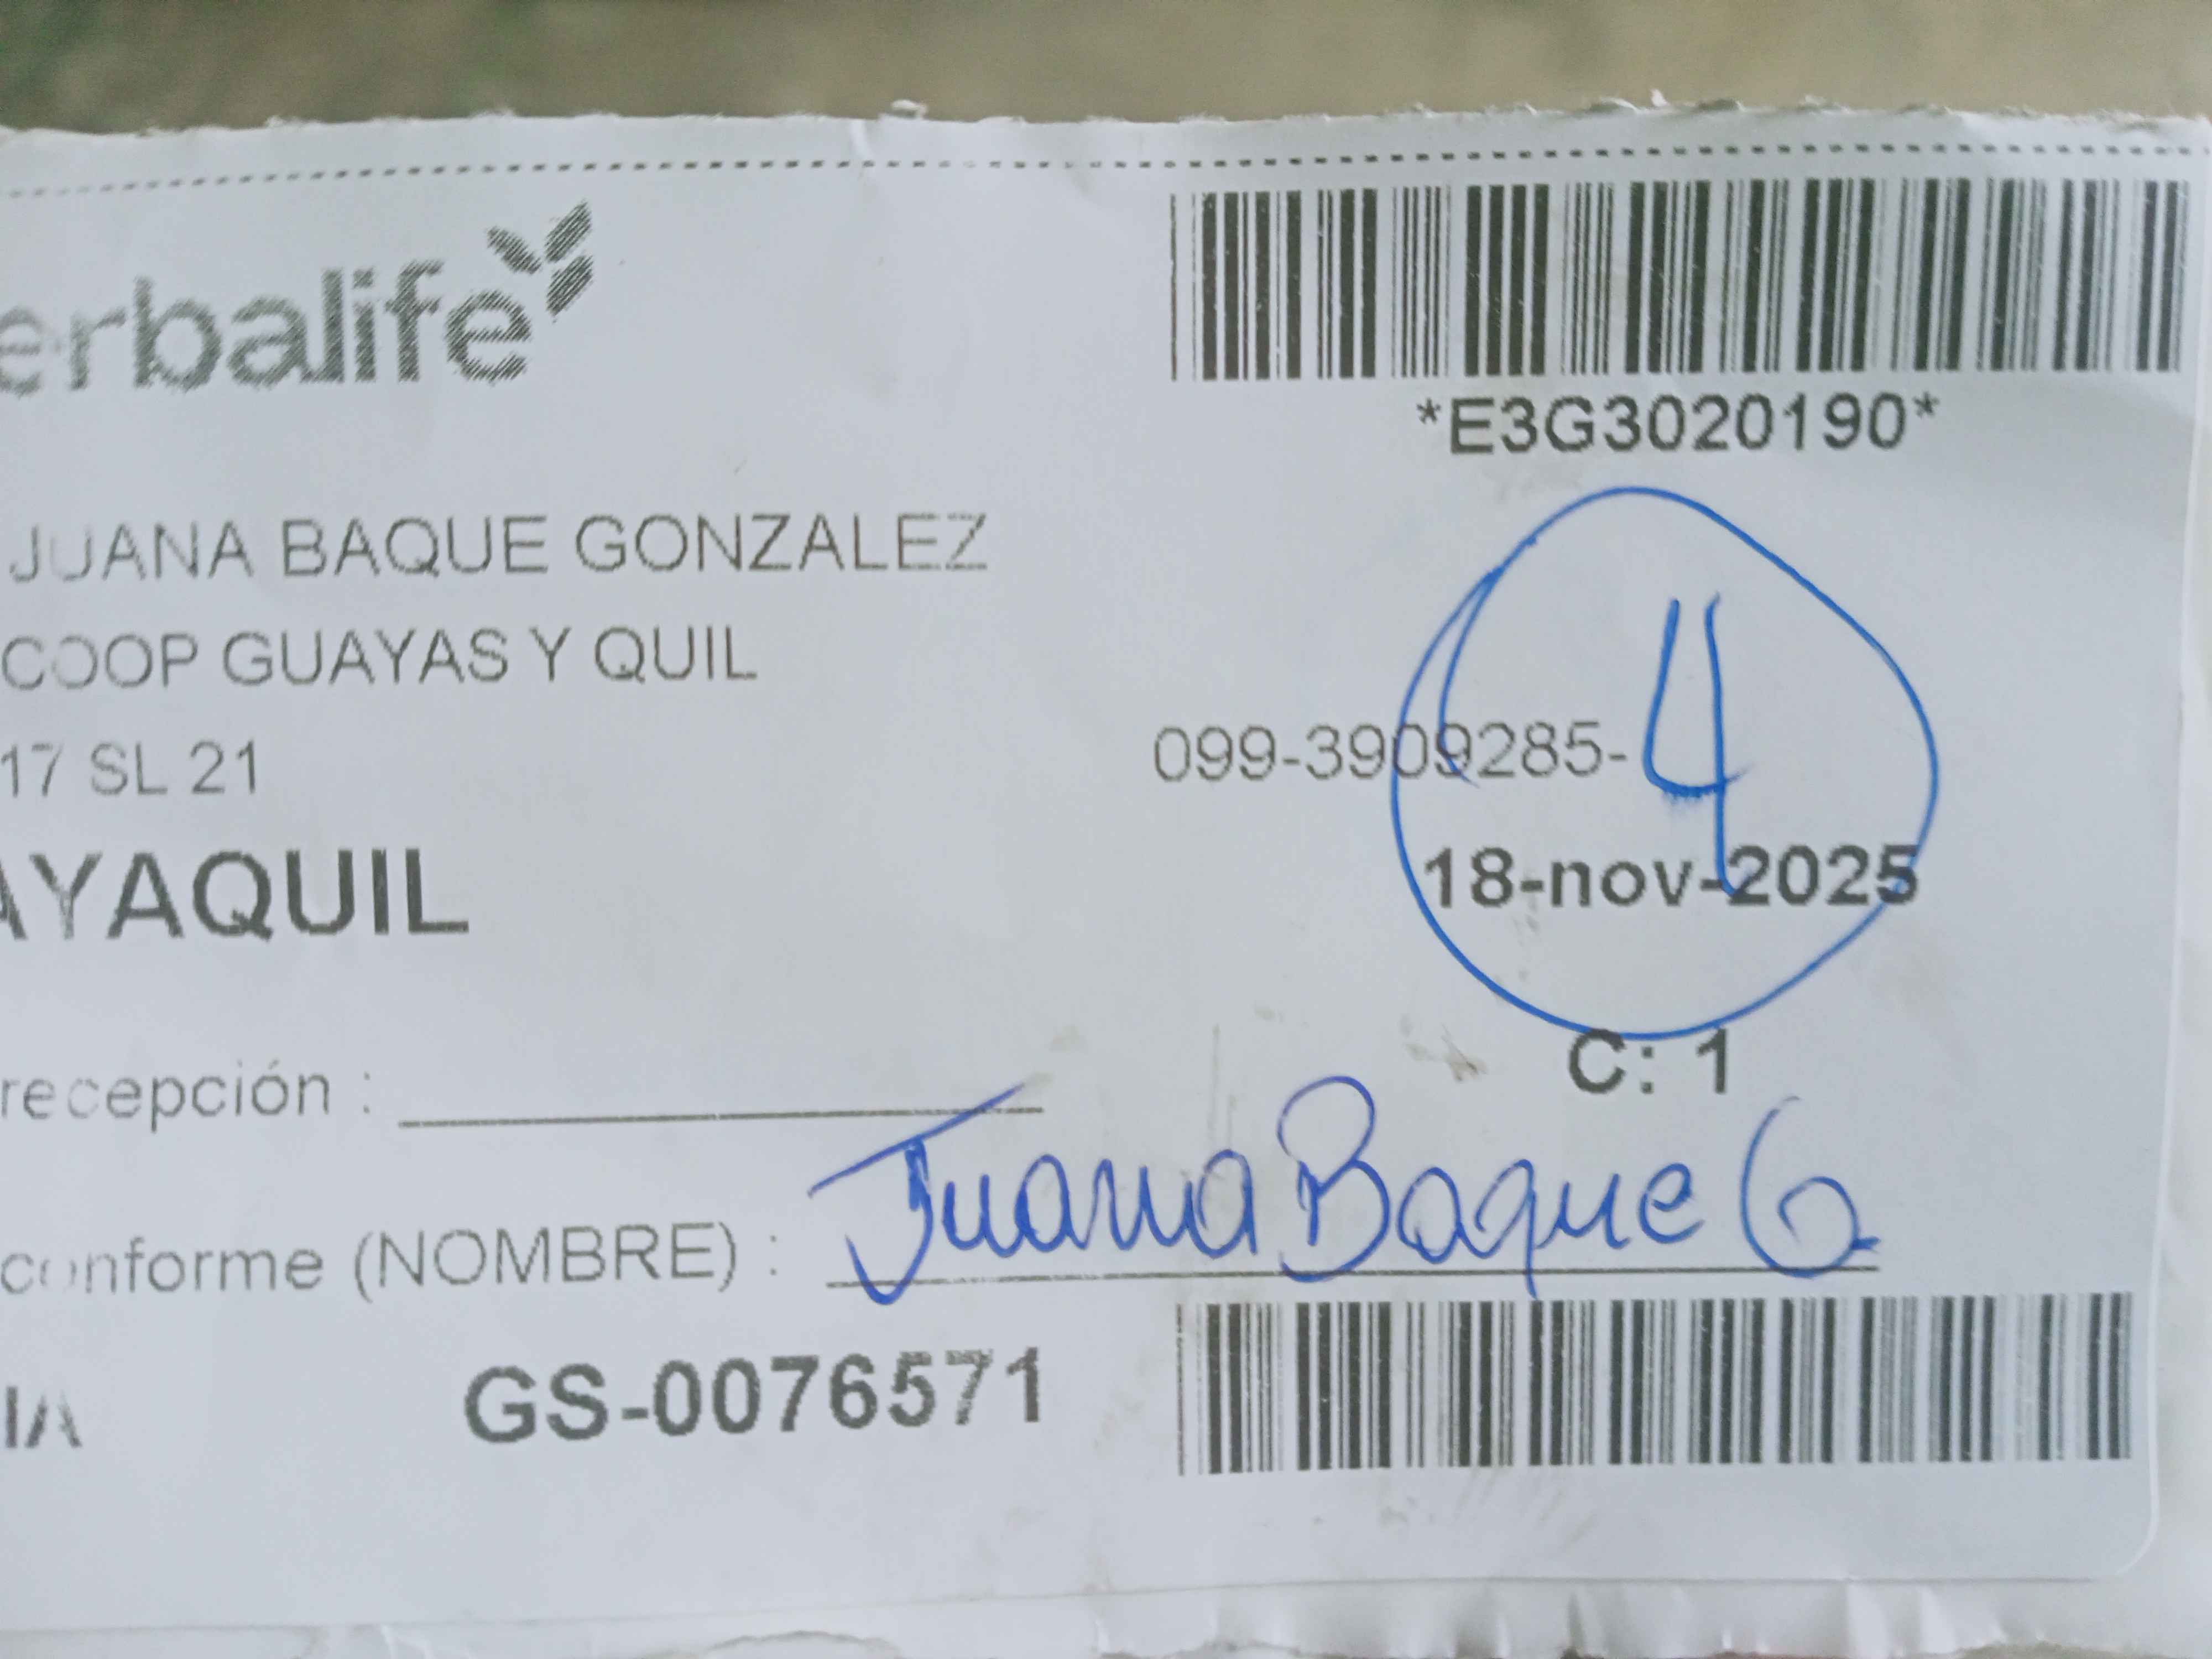 erbalife
*E3G3020190*
JUANA BAQUE GONZALEZ
COOP GUAYAS Y QUIL
17 SL 21
099-3909285-
4
AYAQUIL
18-nov-2025
C: 1
recepción :
conforme (NOMBRE) : Juana Baque G.
IA GS-0076571